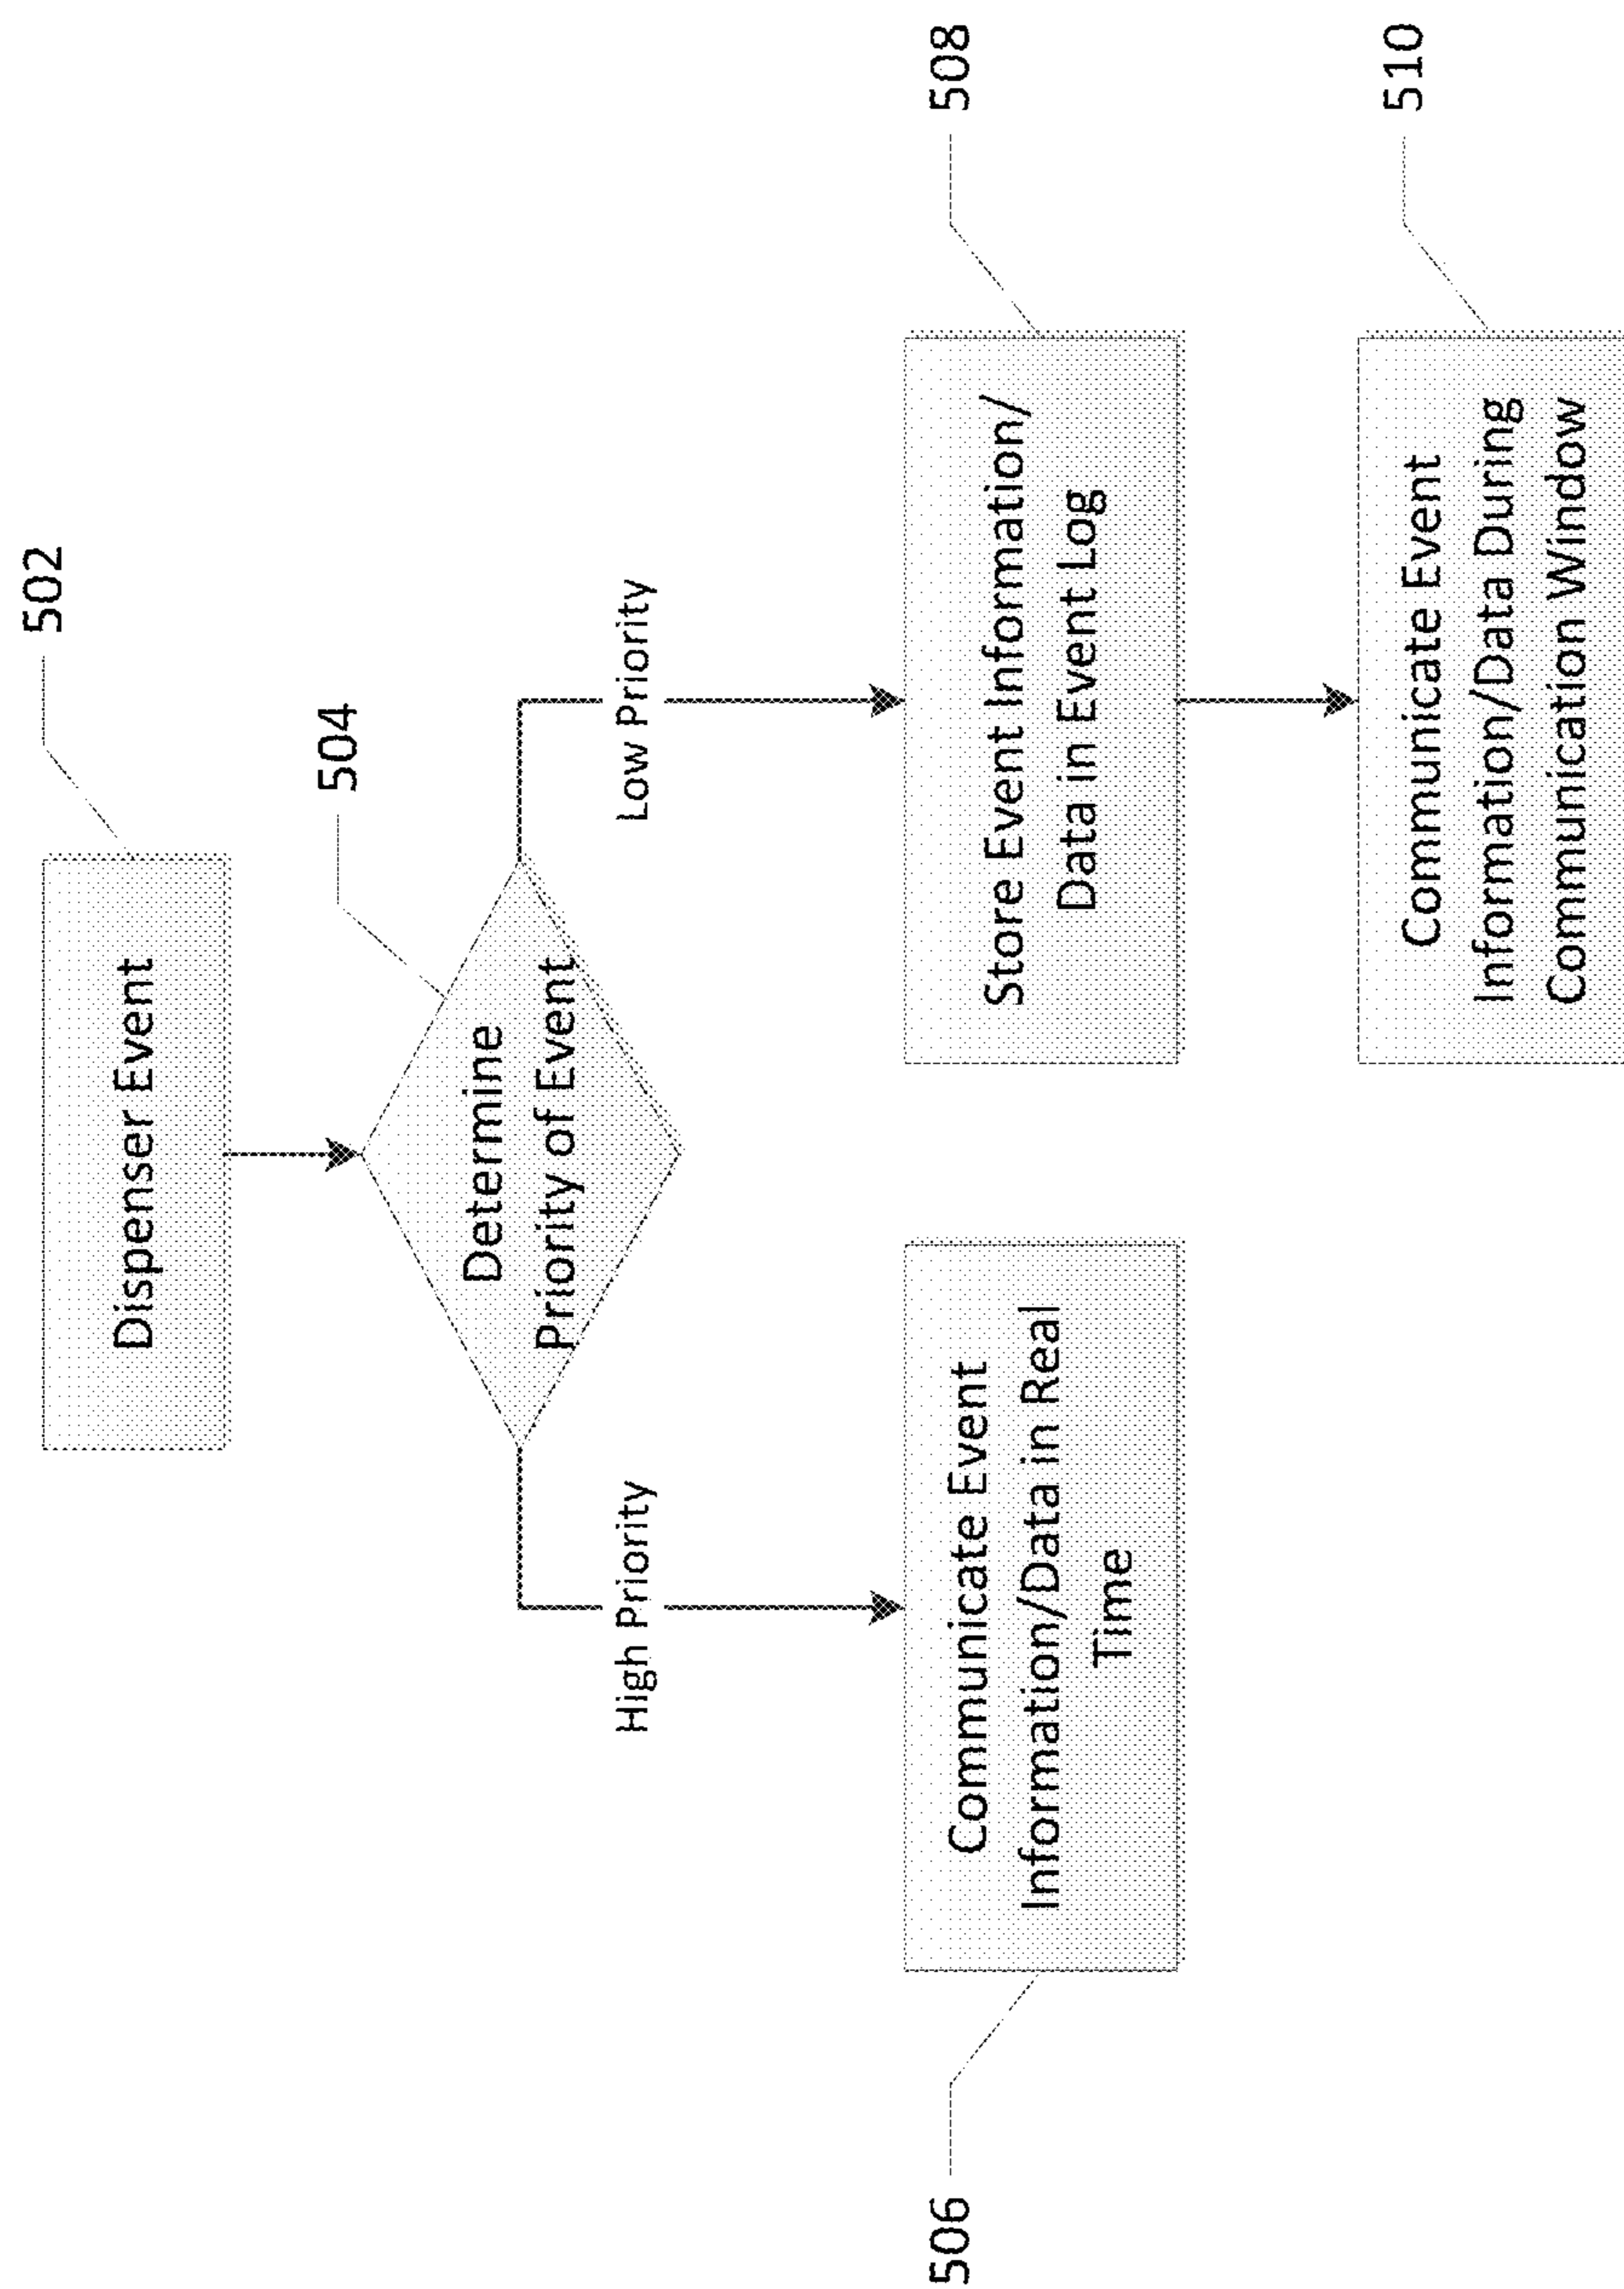 502
Dispenser Event
504
Determine
Priority of Event
High Priority
Low Priority
506
Communicate Event
Information/Data in Real
Time
508
Store Event Information/
Data in Event Log
510
Communicate Event
Information/Data During
Communication Window